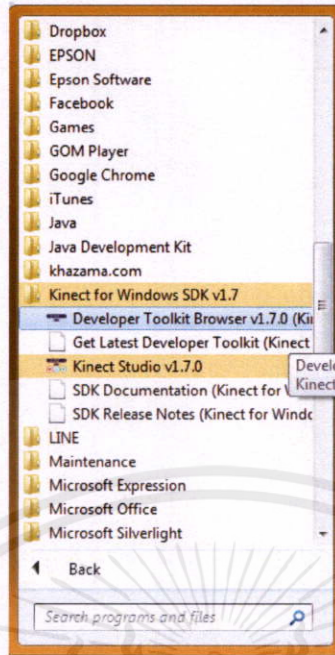 Dropbox
EPSON
Epson Software
Facebook
Games
GOM Player
Google Chrome
iTunes
Java
Java Development Kit
khazama.com
Kinect for Windows SDK v1.7
Developer Toolkit Browser v1.7.0 (Ki
Get Latest Developer Toolkit (Kinect
Kinect Studio v1.7.0
Develo
Kinect
SDK Documentation (Kinect for
SDK Release Notes (Kinect for Windo
LINE
Maintenance
Microsoft Expression
Microsoft Office
Microsoft Silverlight
Back
Search programs and files